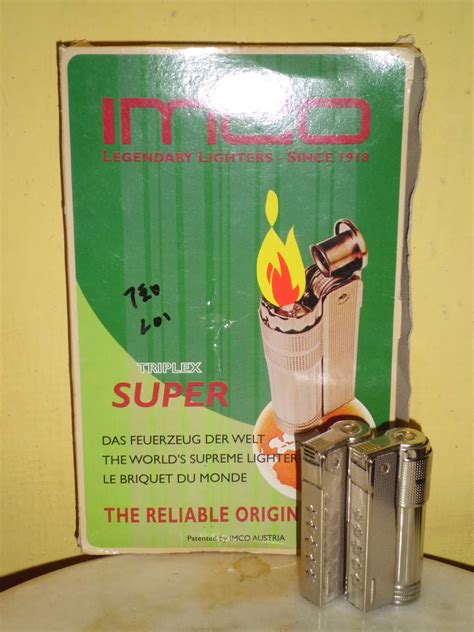 IMCO
LEGENDARY LIGHTERS - SINCE 1918
TRIPLEX
SUPER
DAS FEUERZEUG DER WELT
THE WORLD'S SUPREME LIGHTER
LE BRIQUET DU MONDE
THE RELIABLE ORIGIN
Patented by IMCO AUSTRIA